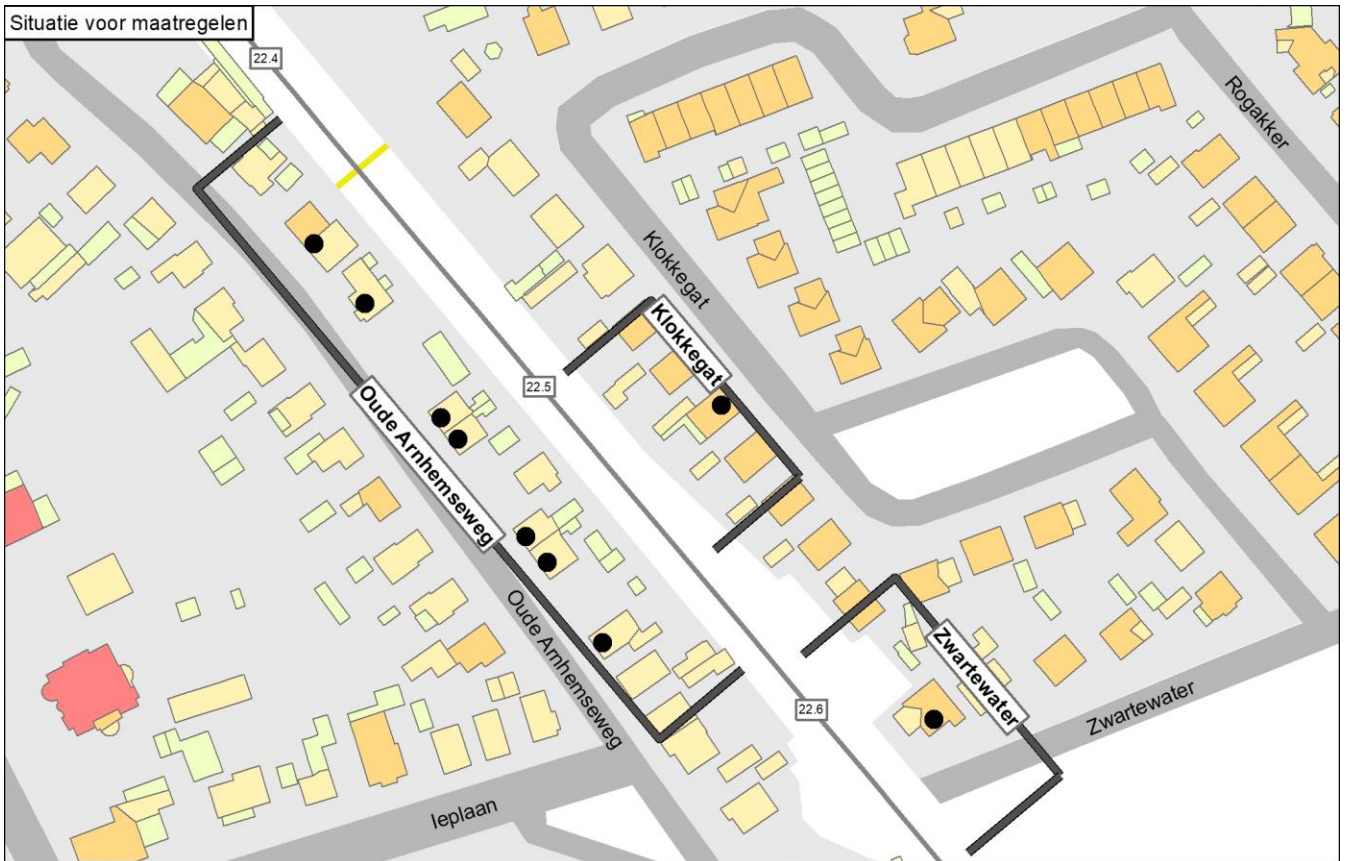 Situatie voor maatregelen
22.4
Rogakker
Klokkegat
Klokkegat
22.5
Oude Arnhemseweg
Oude Arnhemseweg
Zwartewater
Zwartewater
22.6
Ieplaan